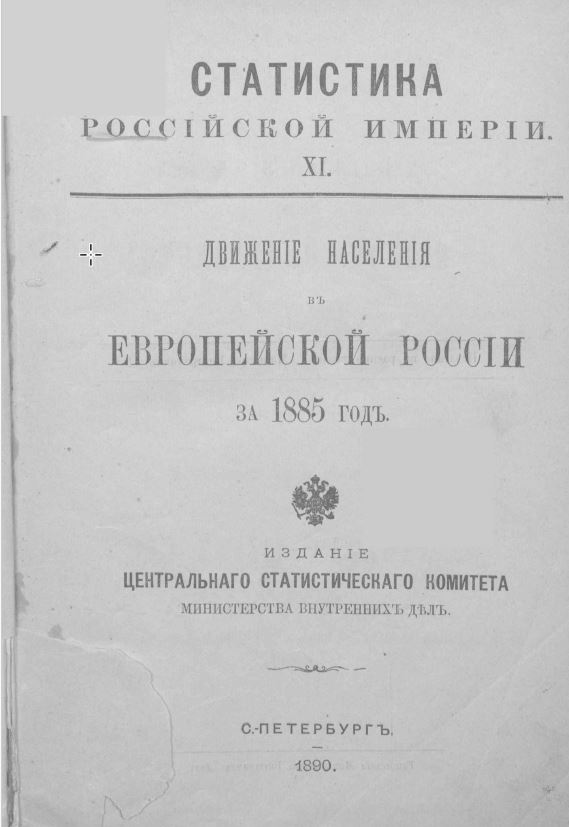 СТАТИСТИКА
РОССІЙСКОЙ ИМПЕРІИ.
XI.
ДВИЖЕНІЕ НАСЕЛЕНІЯ
ВЪ
ЕВРОПЕЙСКОЙ РОССІИ
ЗА 1885 ГОДЪ.
ИЗДАНІЕ
ЦЕНТРАЛЬНАГО СТАТИСТИЧЕСКАГО КОМИТЕТА
МИНИСТЕРСТВА ВНУТРЕННИХЪ ДѢЛЪ.
С.-ПЕТЕРБУРГЪ,
1890.